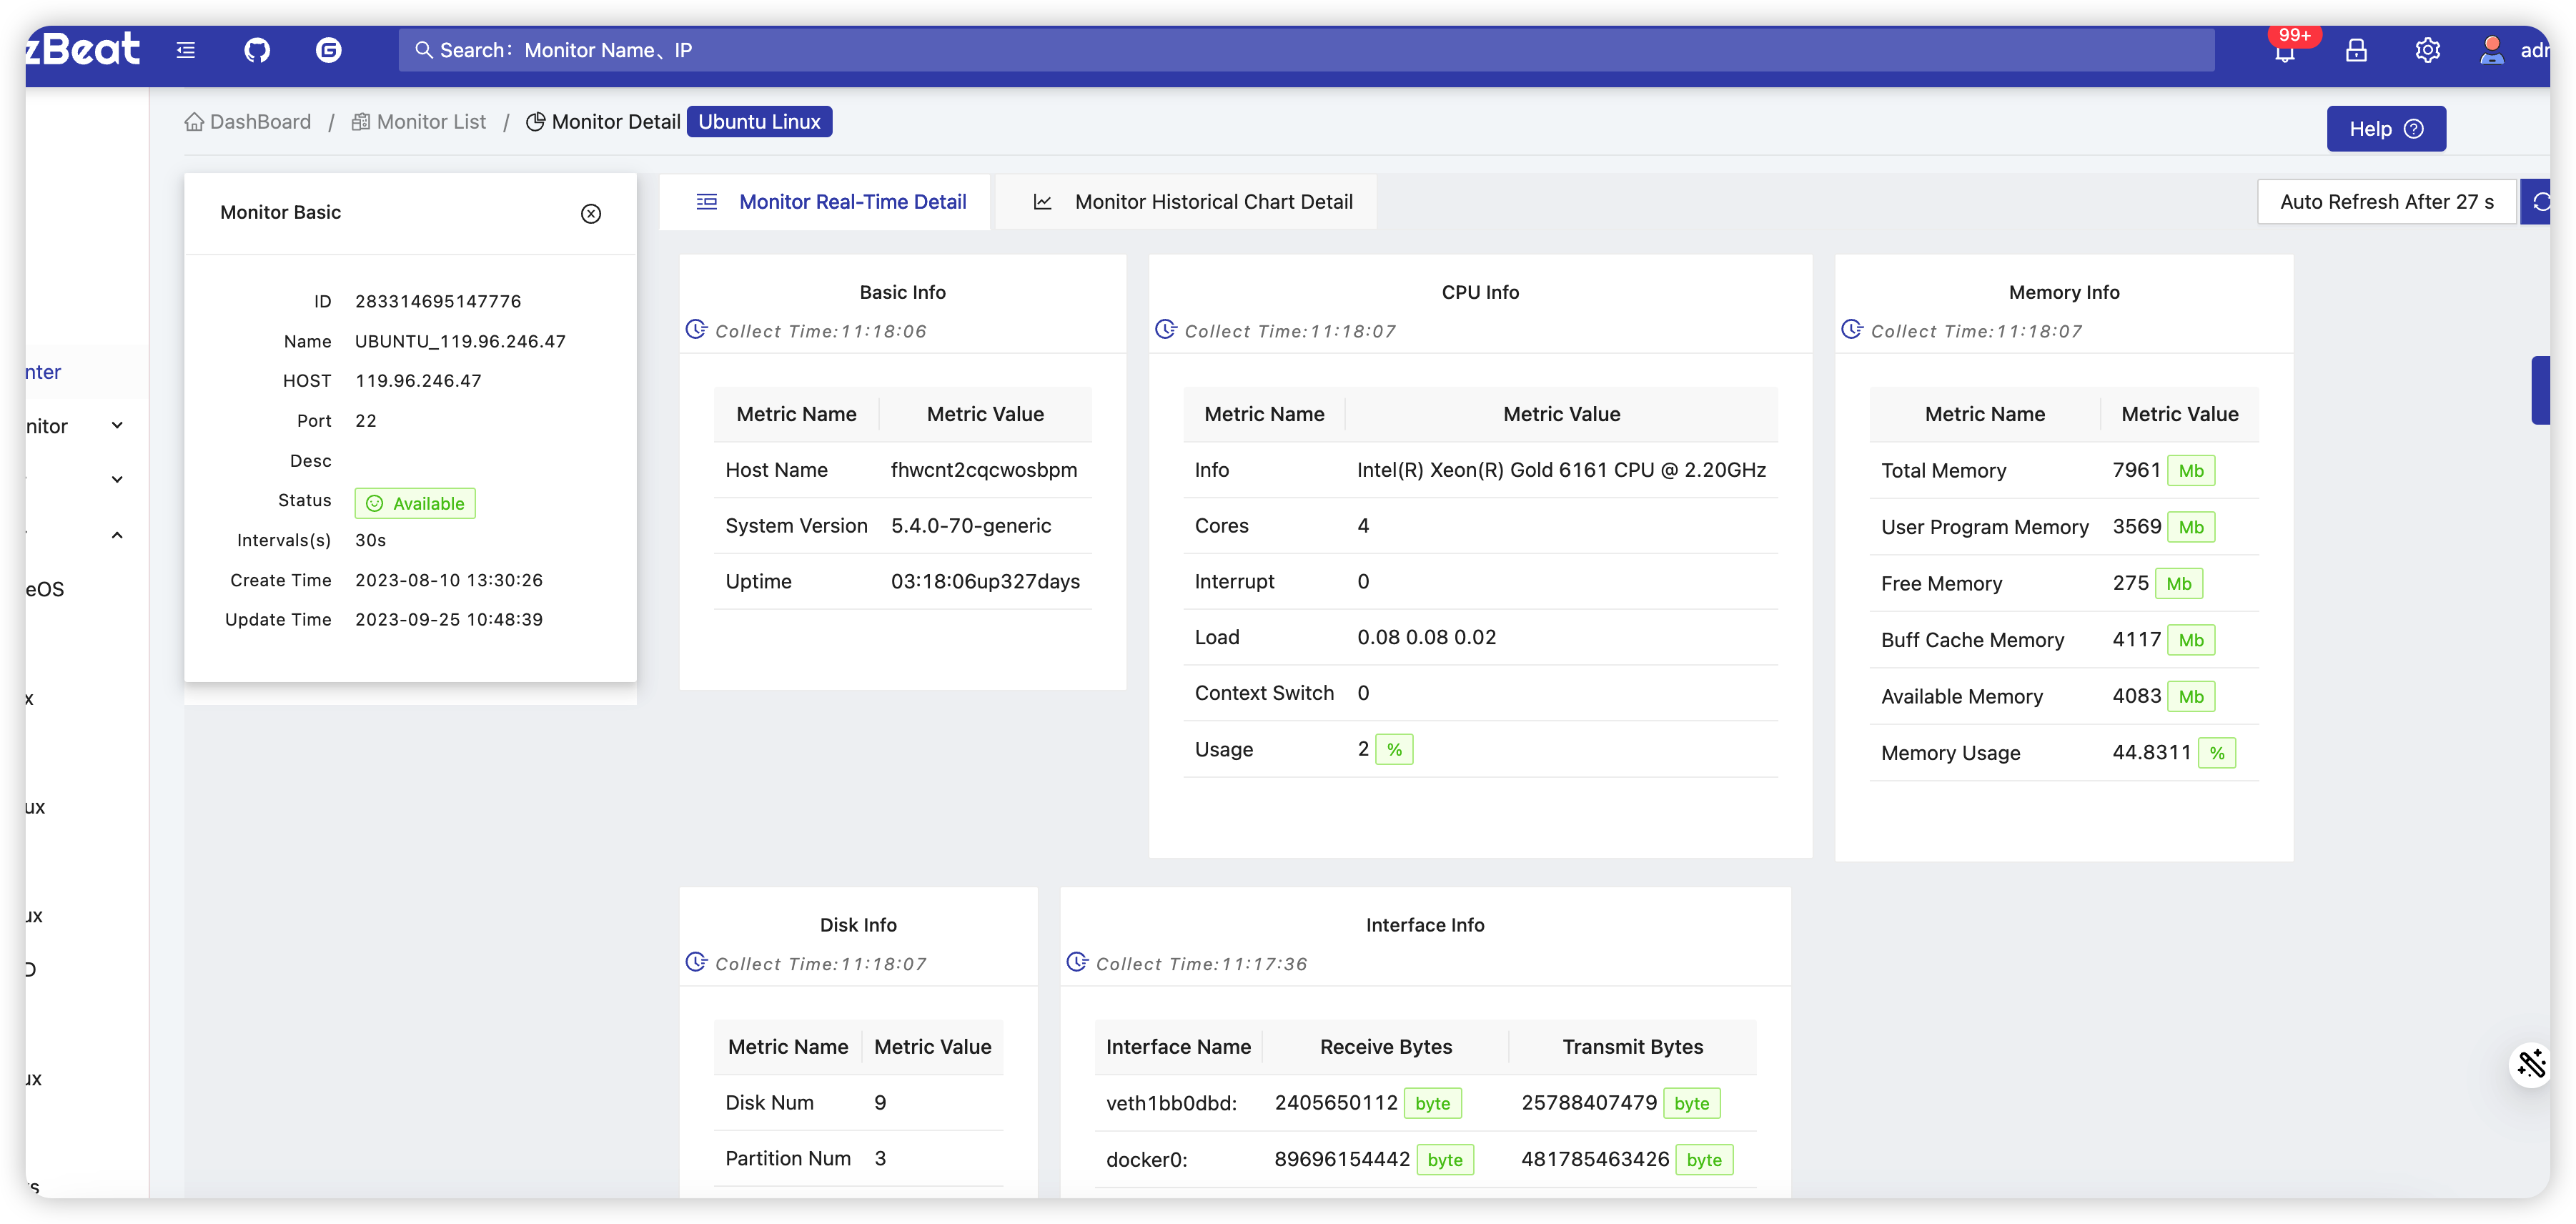 zBeat
Search: Monitor Name、IP
99+
adr
DashBoard / Monitor List / Monitor Detail Ubuntu Linux
Help
Monitor Basic
ID 283314695147776
Name UBUNTU_119.96.246.47
HOST 119.96.246.47
Port 22
Desc
Status Available
Intervals(s) 30s
Create Time 2023-08-10 13:30:26
Update Time 2023-09-25 10:48:39
Monitor Real-Time Detail
Monitor Historical Chart Detail
Auto Refresh After 27 s
Basic Info
Collect Time:11:18:06
Metric Name Metric Value
Host Name fhwcnt2cqcwosbpm
System Version 5.4.0-70-generic
Uptime 03:18:06up327days
CPU Info
Collect Time:11:18:07
Metric Name Metric Value
Info Intel(R) Xeon(R) Gold 6161 CPU @ 2.20GHz
Cores 4
Interrupt 0
Load 0.08 0.08 0.02
Context Switch 0
Usage 2 %
Memory Info
Collect Time:11:18:07
Metric Name Metric Value
Total Memory 7961 Mb
User Program Memory 3569 Mb
Free Memory 275 Mb
Buff Cache Memory 4117 Mb
Available Memory 4083 Mb
Memory Usage 44.8311 %
Disk Info
Collect Time:11:18:07
Metric Name Metric Value
Disk Num 9
Partition Num 3
Interface Info
Collect Time:11:17:36
Interface Name Receive Bytes Transmit Bytes
veth1bb0dbd: 2405650112 byte 25788407479 byte
docker0: 89696154442 byte 481785463426 byte
nter
nitor
eOS
x
ux
ux
ux